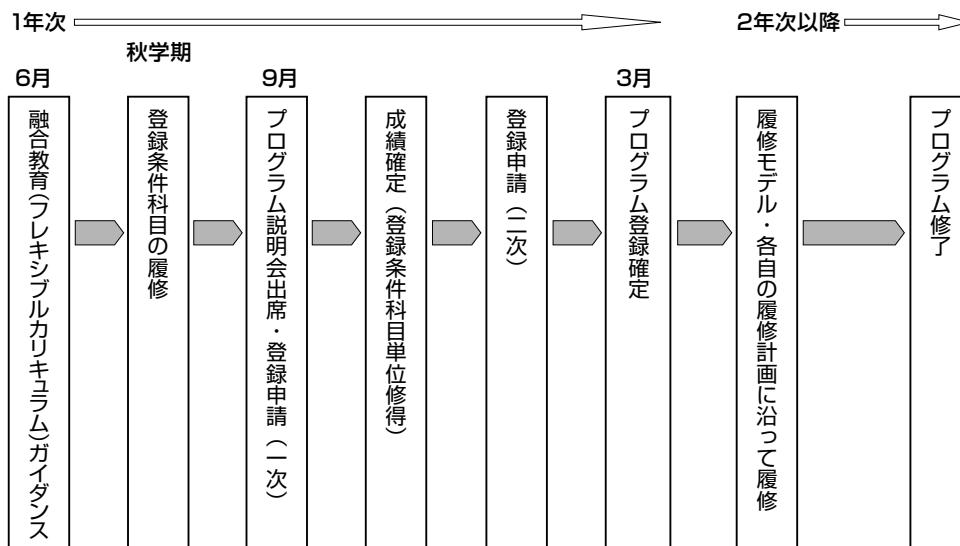 1年次
2年次以降
秋学期
6月
9月
3月
融合教育(フレキシブルカリキュラム)ガイダンス
登録条件科目の履修
プログラム説明会出席・登録申請（一次）
成績確定（登録条件科目単位修得）
登録申請（二次）
プログラム登録確定
履修モデル・各自の履修計画に沿って履修
プログラム修了